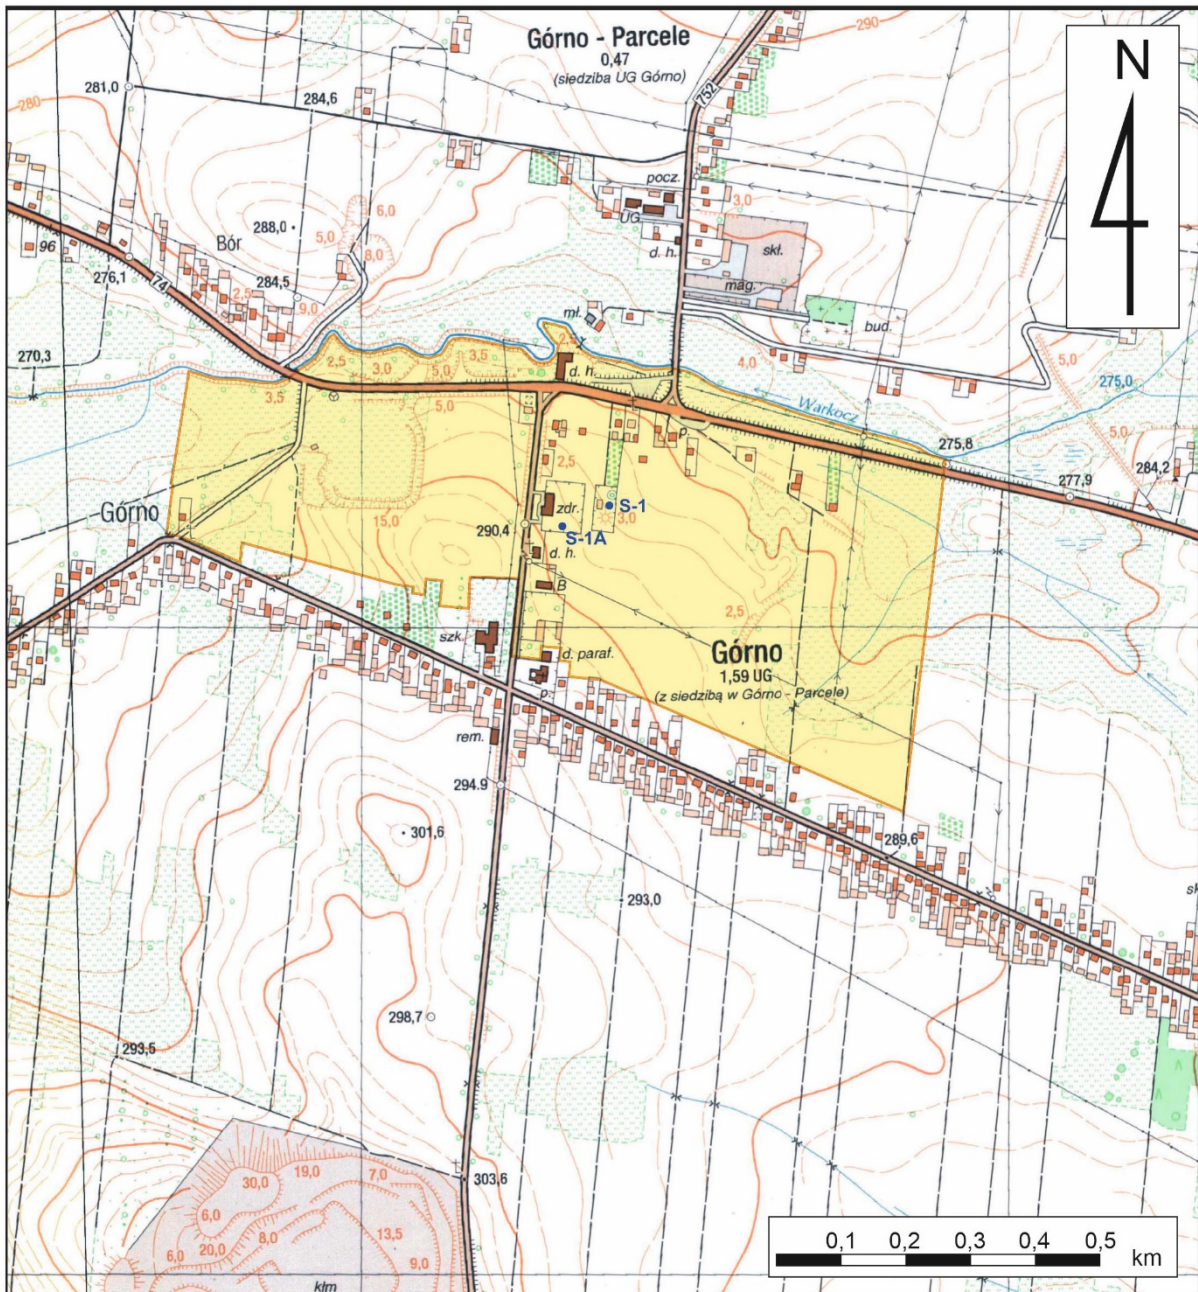 Górno - Parcele
0,47
(siedziba UG Górno)
290
N
752
281,0
284,6
280
pocz.
UG
3,0
6,0
5,0
8,0
288,0
Bór
d. h.
skł.
mag.
96
276,1
74
284,5
2,5
9,0
mł.
bud.
270,3
2,5
3,5
3,0
5,0
2,5
d. h.
4,0
5,0
275,0
Warkocz
3,5
5,0
P
275,8
5,0
284,2
277,9
2,5
zdr.
S-1
3,0
S-1A
Górno
15,0
290,4
d. h.
B
2,5
szk.
d. paraf.
Górno
1,59 UG
(z siedzibą w Górno - Parcele)
p.
rem.
294.9
301,6
289,6
293,0
298,7
293,5
303,6
19,0
7,0
30,0
6,0
8,0
13,5
20,0
6,0
9,0
kłm
0,1 0,2 0,3 0,4 0,5
km